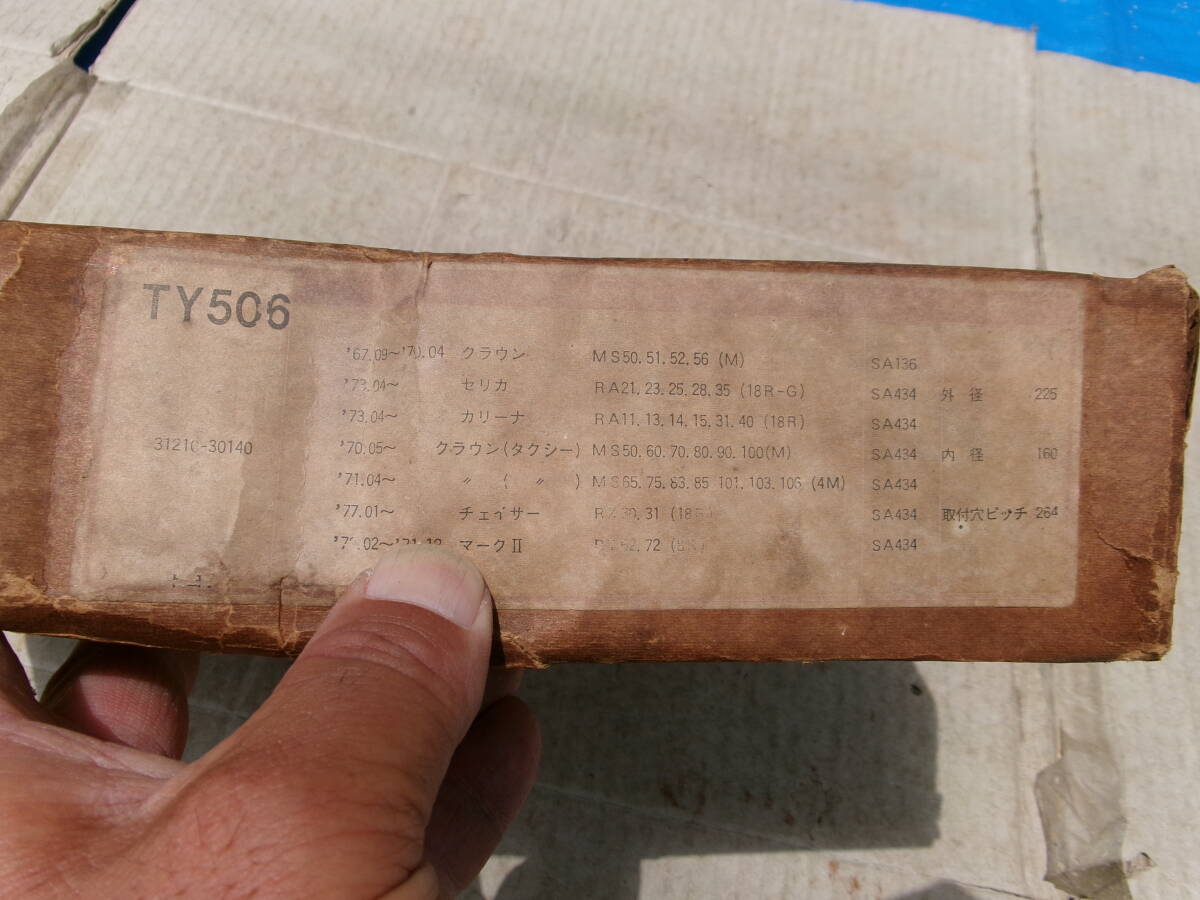 TY506
'67.09~'70.04 クラウン MS50.51.52.56 (M) SA136
'73.04~ セリカ RA21.23.25.28.35 (18R-G) SA434 外径 225
'73.04~ カリーナ RA11.13.14.15.31.40 (18R) SA434
31210-30140 '70.05~ クラウン(タクシー) MS50.60.70.80.90.100(M) SA434 内径 160
'71.04~ 〃 ( 〃 ) MS65.75.83.85 101.103.106 (4M) SA434
'77.01~ チェイサー 30.31 SA434 取付穴ピッチ 264
マークⅡ 72 SA434